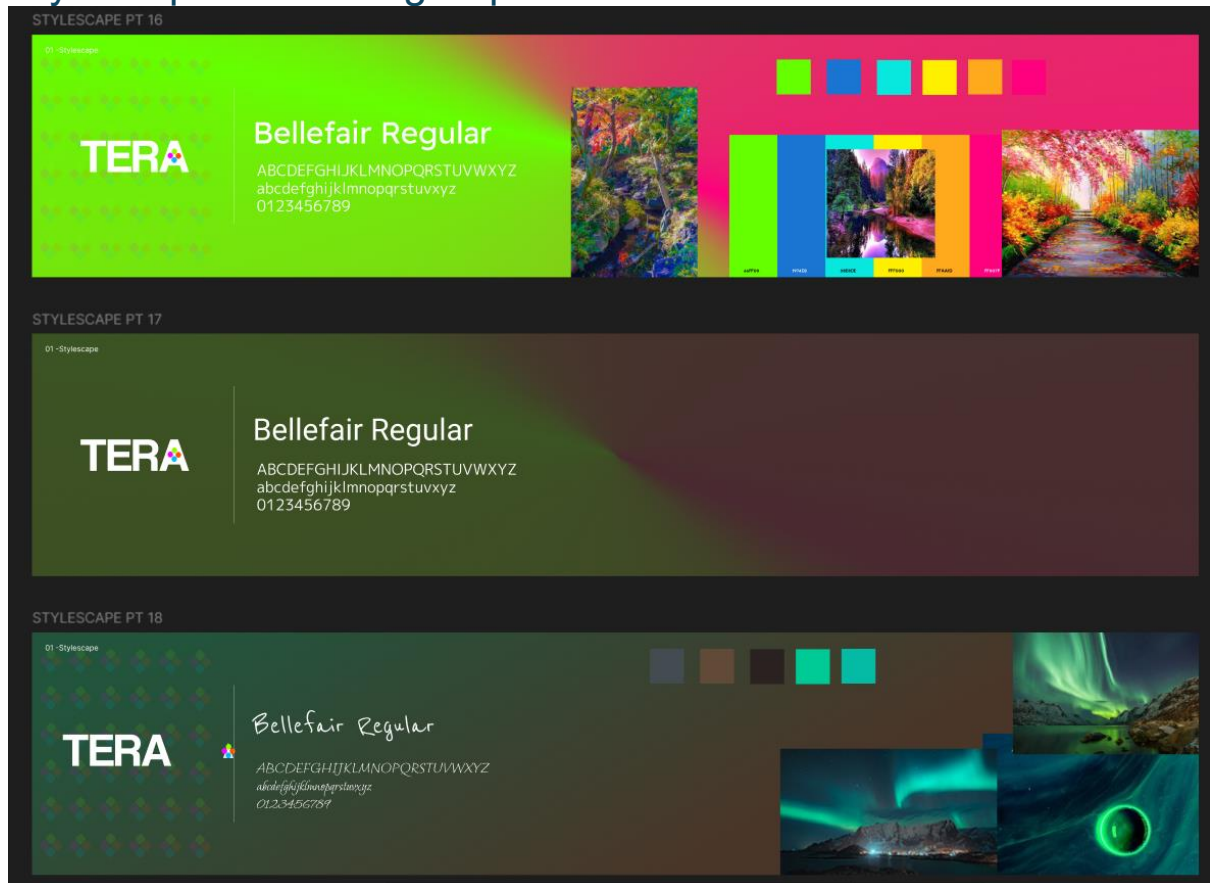 STYLESCAPE PT 16
01 -Stylescape
TERA
Bellefair Regular
ABCDEFGHIJKLMNOPQRSTUVWXYZ
abcdefghijklmnopqrstuvxyz
0123456789
STYLESCAPE PT 17
01 -Stylescape
TERA
Bellefair Regular
ABCDEFGHIJKLMNOPQRSTUVWXYZ
abcdefghijklmnopqrstuvxyz
0123456789
STYLESCAPE PT 18
01 -Stylescape
TERA
Bellefair Regular
ABCDEFGHIJKLMNOPQRSTUVWXYZ
abcdefghijklmnopqrstuvxyz
0123456789